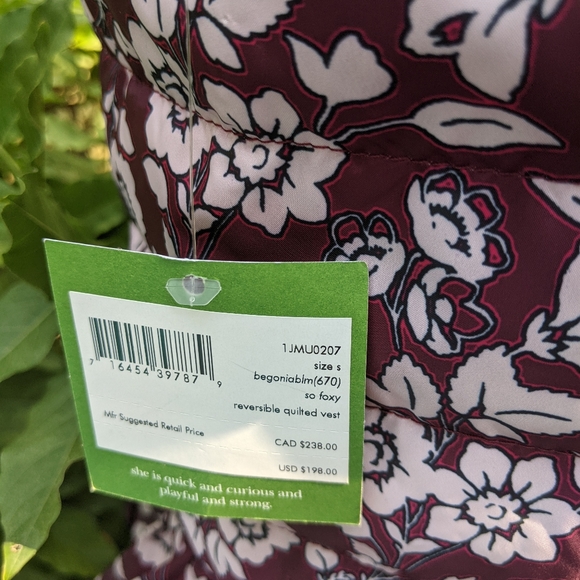 1JMU0207
size s
begoniablm(670)
so foxy
reversible quilted vest
7 16454 39787 9
Mfr Suggested Retail Price
CAD $238.00
USD $198.00
she is quick and curious and
playful and strong.